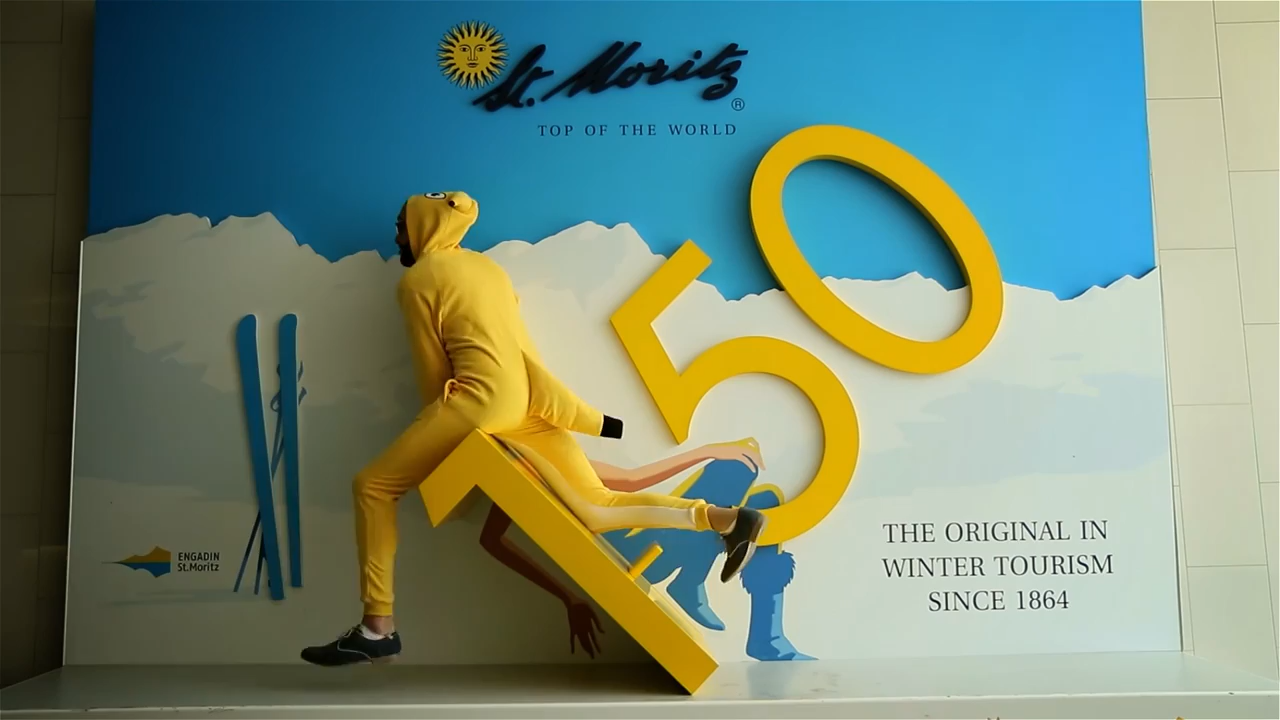 St. Moritz®
TOP OF THE WORLD
150
ENGADIN
St.Moritz
THE ORIGINAL IN
WINTER TOURISM
SINCE 1864